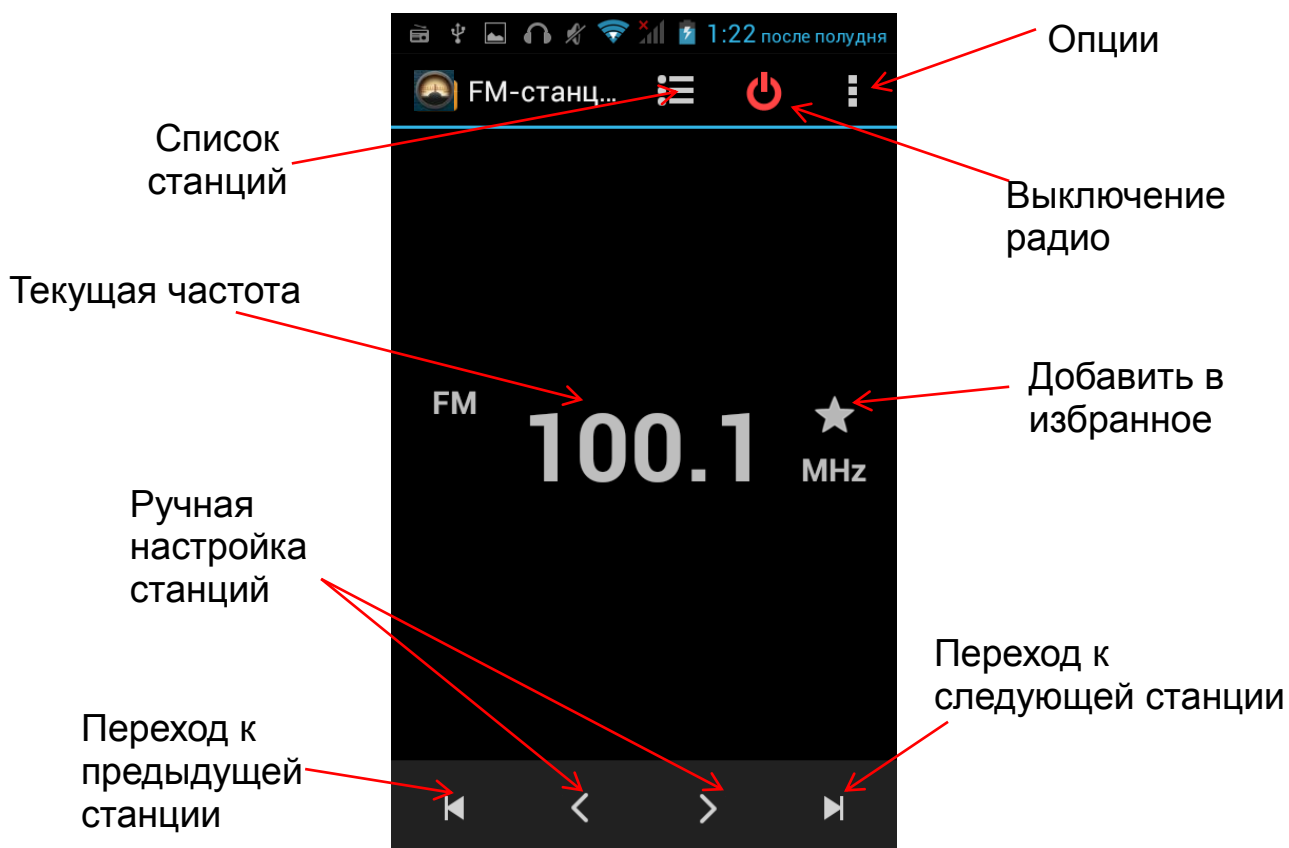 1:22 после полудня
Опции
FM-станц...
Список
станций
Выключение
радио
Текущая частота
Добавить в
избранное
FM
100.1
MHz
Ручная
настройка
станций
Переход к
следующей станции
Переход к
предыдущей
станции